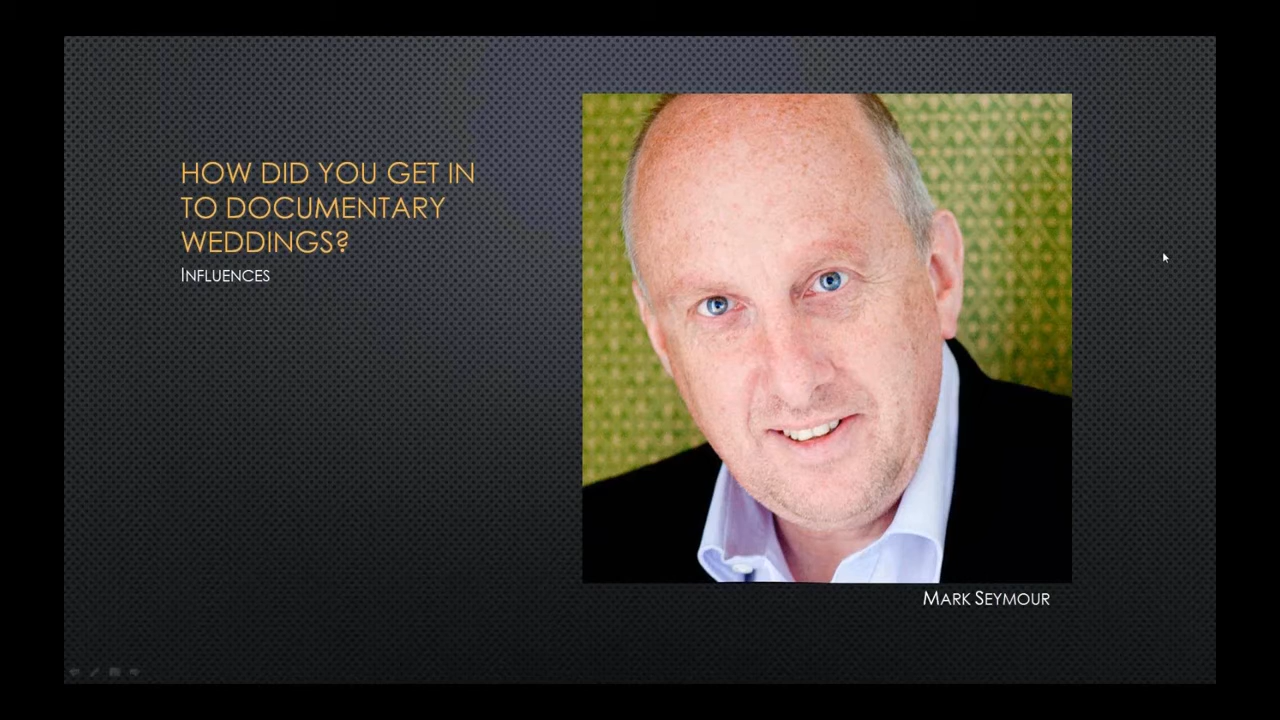 HOW DID YOU GET IN
TO DOCUMENTARY
WEDDINGS?
INFLUENCES
MARK SEYMOUR